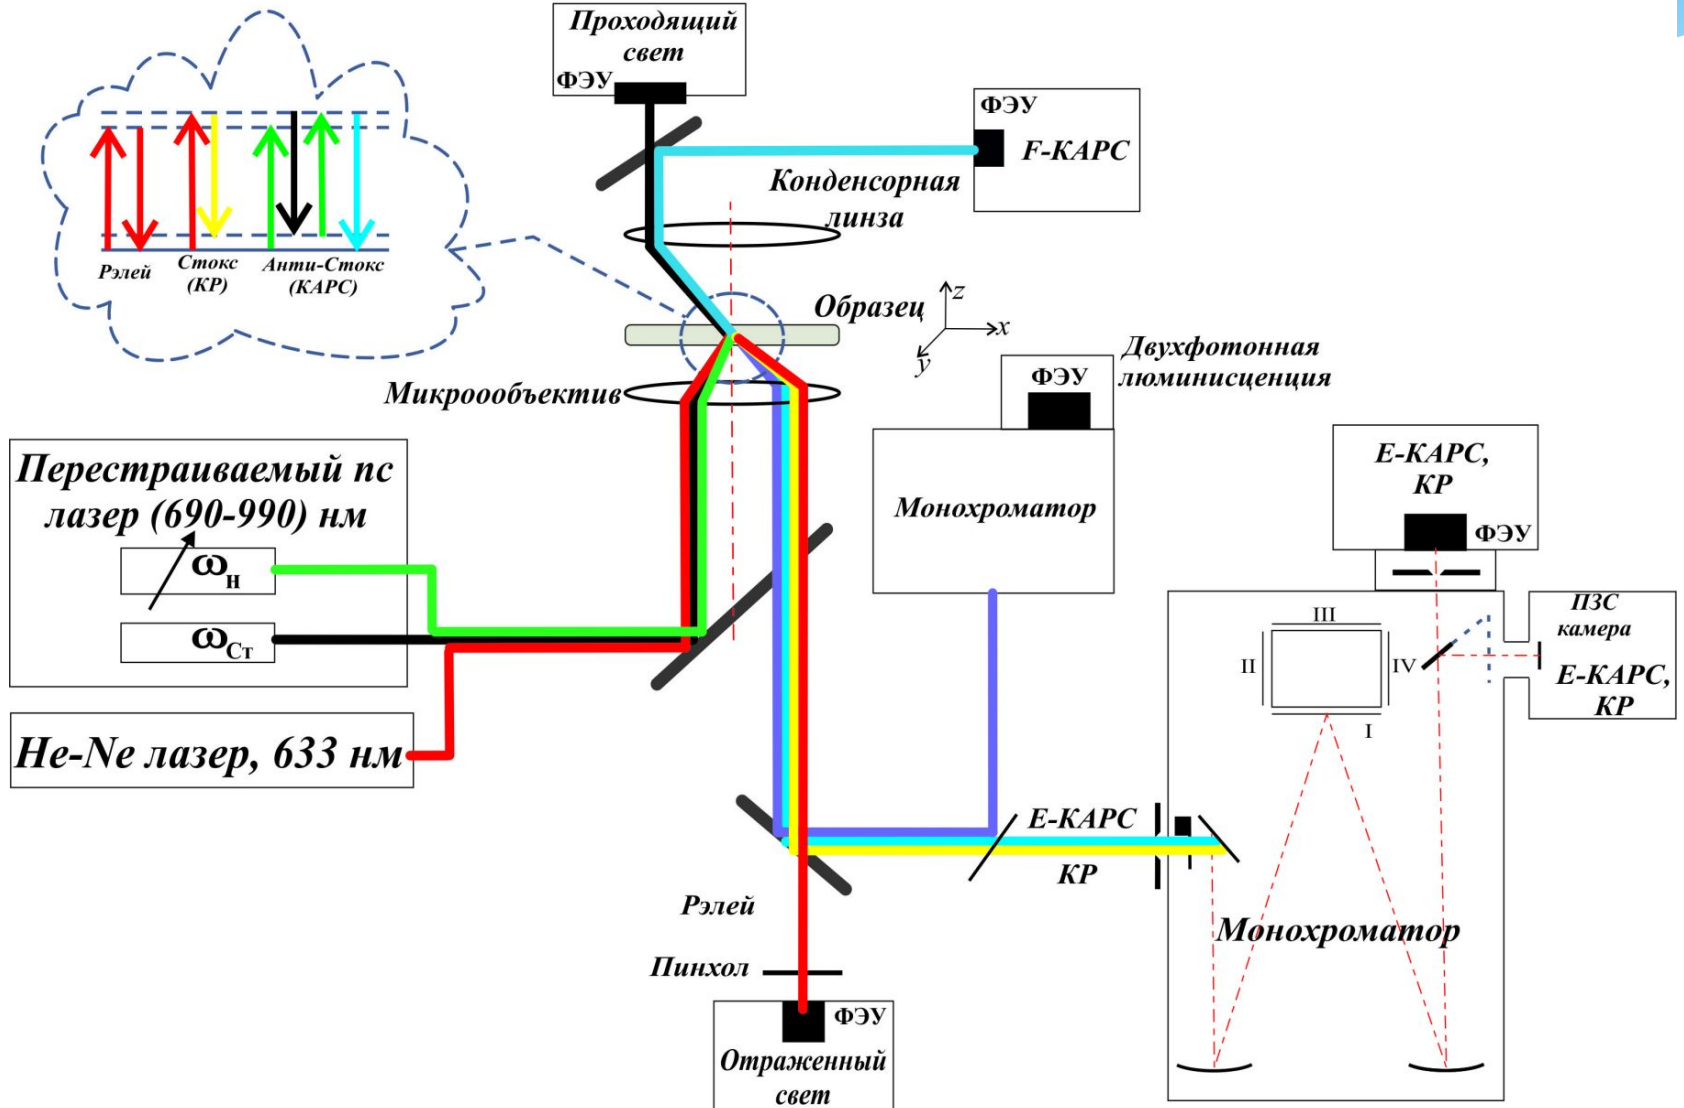 Проходящий
свет
ФЭУ
ФЭУ
F-КАРС
Конденсорная
линза
Рэлей
Стокс
(КР)
Анти-Стокс
(КАРС)
Образец
z
x
y
Микроообъектив
Двухфотонная
люминисценция
ФЭУ
Монохроматор
Перестраиваемый пс
лазер (690-990) нм
ωн
ωСт
He-Ne лазер, 633 нм
Е-КАРС,
КР
ФЭУ
ПЗС
камера
Е-КАРС,
КР
III
II
IV
I
Е-КАРС
КР
Монохроматор
Рэлей
Пинхол
ФЭУ
Отраженный
свет